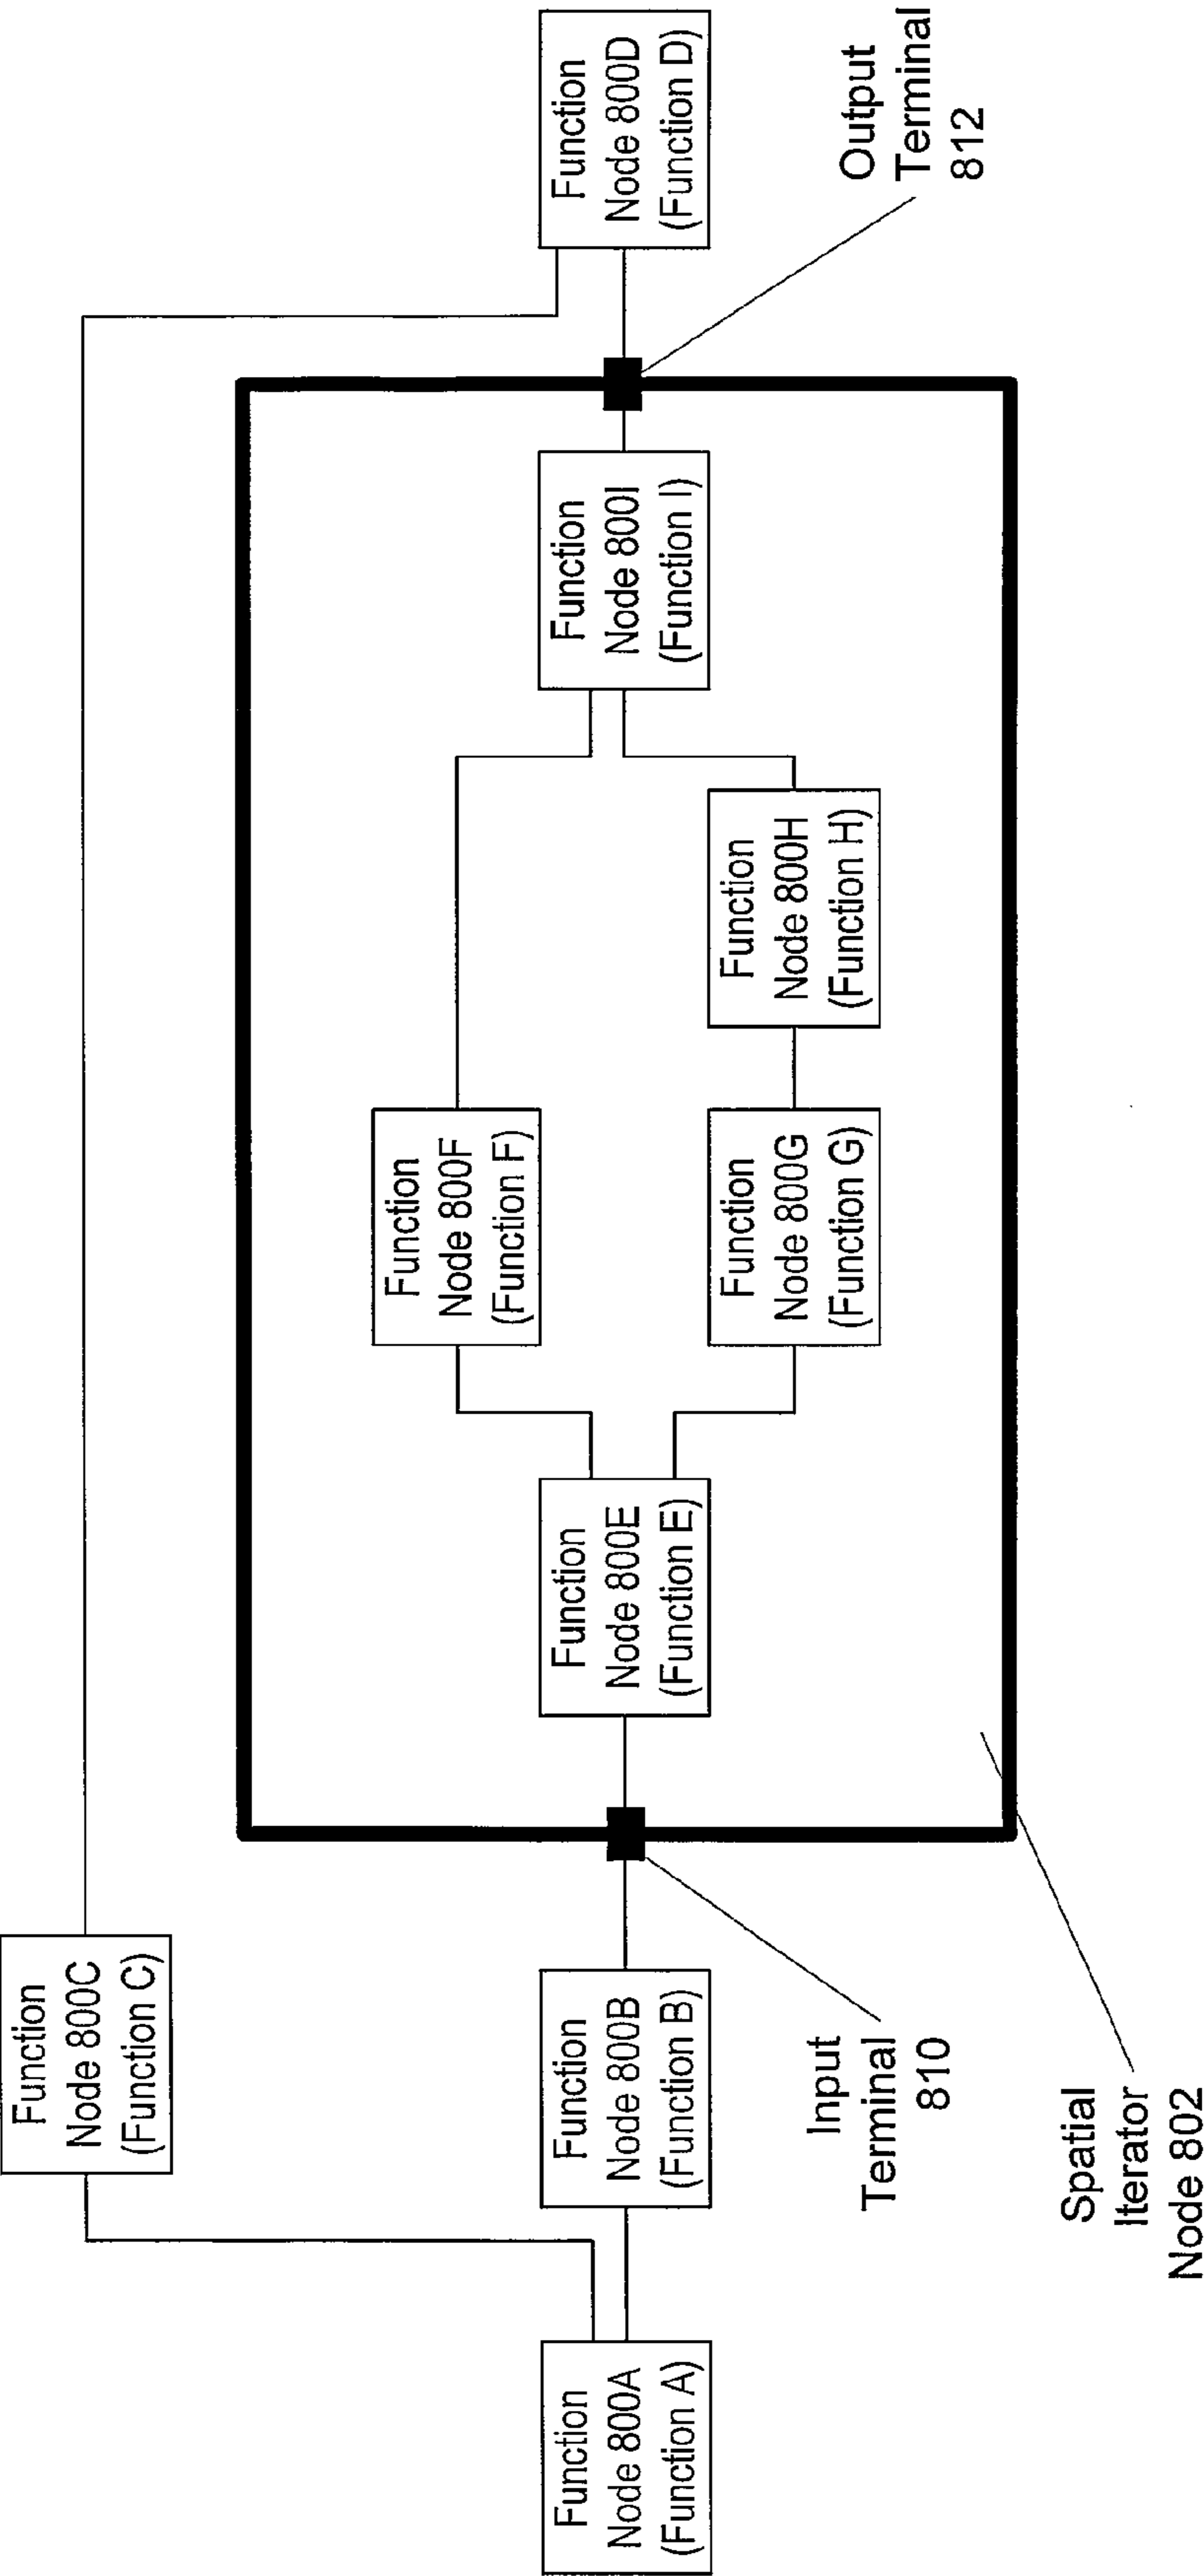 Function
Node 800C
(Function C)
Function
Node 800A
(Function A)
Function
Node 800B
(Function B)
Function
Node 800E
(Function E)
Function
Node 800F
(Function F)
Function
Node 800G
(Function G)
Function
Node 800H
(Function H)
Function
Node 800I
(Function I)
Function
Node 800D
(Function D)
Input
Terminal
810
Output
Terminal
812
Spatial
Iterator
Node 802